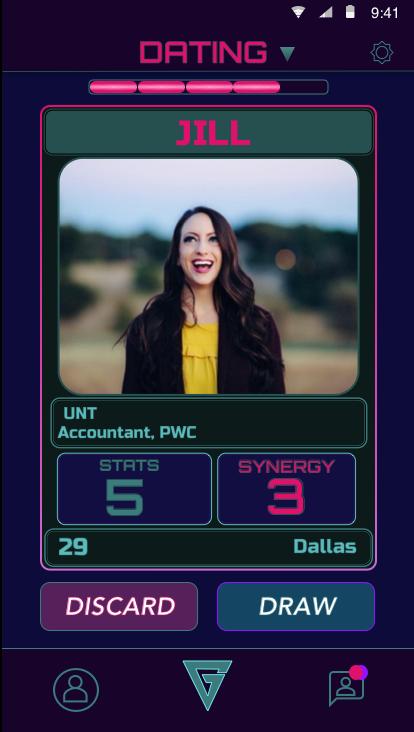 9:41
DATING
JILL
UNT
Accountant, PWC
STATS
5
SYNERGY
3
29
Dallas
DISCARD
DRAW